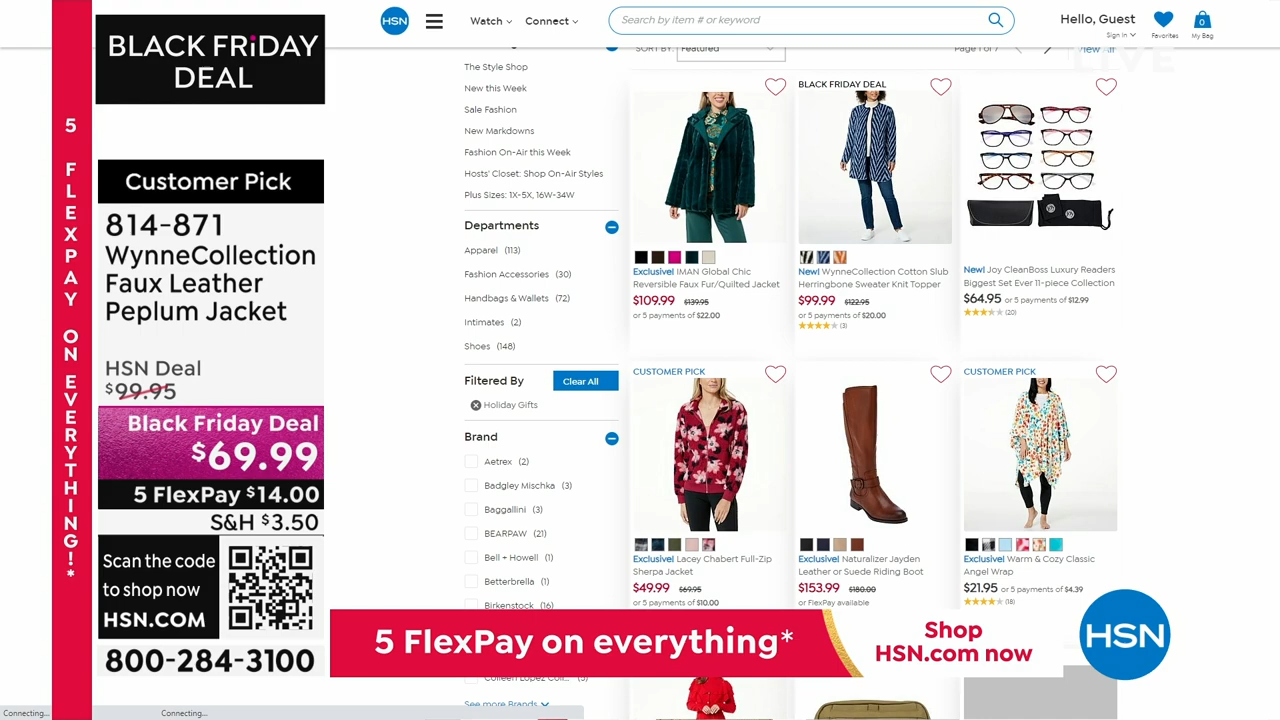 BLACK FRiDAY
DEAL
5 FLEXPAY ON EVERYTHING!*
Customer Pick
814-871
WynneCollection
Faux Leather
Peplum Jacket
HSN Deal
$99.95
Black Friday Deal
$69.99
5 FlexPay $14.00
S&H $3.50
Scan the code
to shop now
HSN.COM
800-284-3100
HSN
Watch
Connect
Search by item # or keyword
Hello, Guest
Sign In
Favorites
0
My Bag
LIVE
SORT BY: Featured
Page 1 of 7
View All
The Style Shop
New this Week
Sale Fashion
New Markdowns
Fashion On-Air this Week
Hosts' Closet: Shop On-Air Styles
Plus Sizes: 1X-5X, 16W-34W
Departments
Apparel (113)
Fashion Accessories (30)
Handbags & Wallets (72)
Intimates (2)
Shoes (148)
Filtered By
Clear All
Holiday Gifts
Brand
Aetrex (2)
Badgley Mischka (3)
Baggallini (3)
BEARPAW (21)
Bell + Howell (1)
Betterbrella (1)
Birkenstock (16)
See more Brands
Exclusive! IMAN Global Chic
Reversible Faux Fur/Quilted Jacket
$109.99 $139.95
or 5 payments of $22.00
BLACK FRIDAY DEAL
New! WynneCollection Cotton Slub
Herringbone Sweater Knit Topper
$99.99 $122.95
or 5 payments of $20.00
(3)
New! Joy CleanBoss Luxury Readers
Biggest Set Ever 11-piece Collection
$64.95 or 5 payments of $12.99
(20)
CUSTOMER PICK
Exclusive! Lacey Chabert Full-Zip
Sherpa Jacket
$49.99 $69.95
or 5 payments of $10.00
Exclusive! Naturalizer Jayden
Leather or Suede Riding Boot
$153.99 $180.00
or FlexPay available
CUSTOMER PICK
Exclusive! Warm & Cozy Classic
Angel Wrap
$21.95 or 5 payments of $4.39
(18)
5 FlexPay on everything*
Shop
HSN.com now
HSN
Connecting...
Connecting...